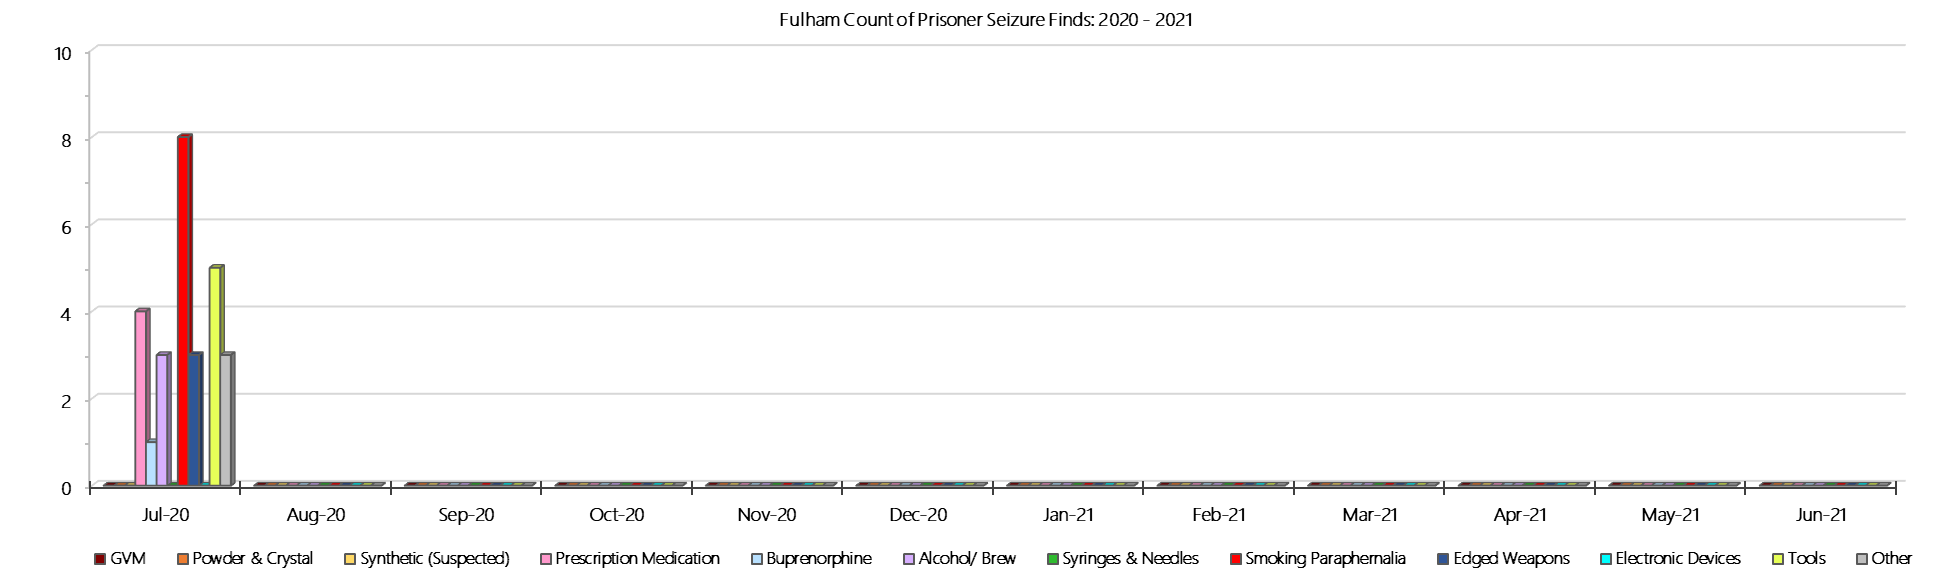 Fulham Count of Prisoner Seizure Finds: 2020 - 2021
10
8
6
4
2
0
Jul-20 Aug-20 Sep-20 Oct-20 Nov-20 Dec-20 Jan-21 Feb-21 Mar-21 Apr-21 May-21 Jun-21
GVM Powder & Crystal Synthetic (Suspected) Prescription Medication Buprenorphine Alcohol/ Brew Syringes & Needles Smoking Paraphernalia Edged Weapons Electronic Devices Tools Other